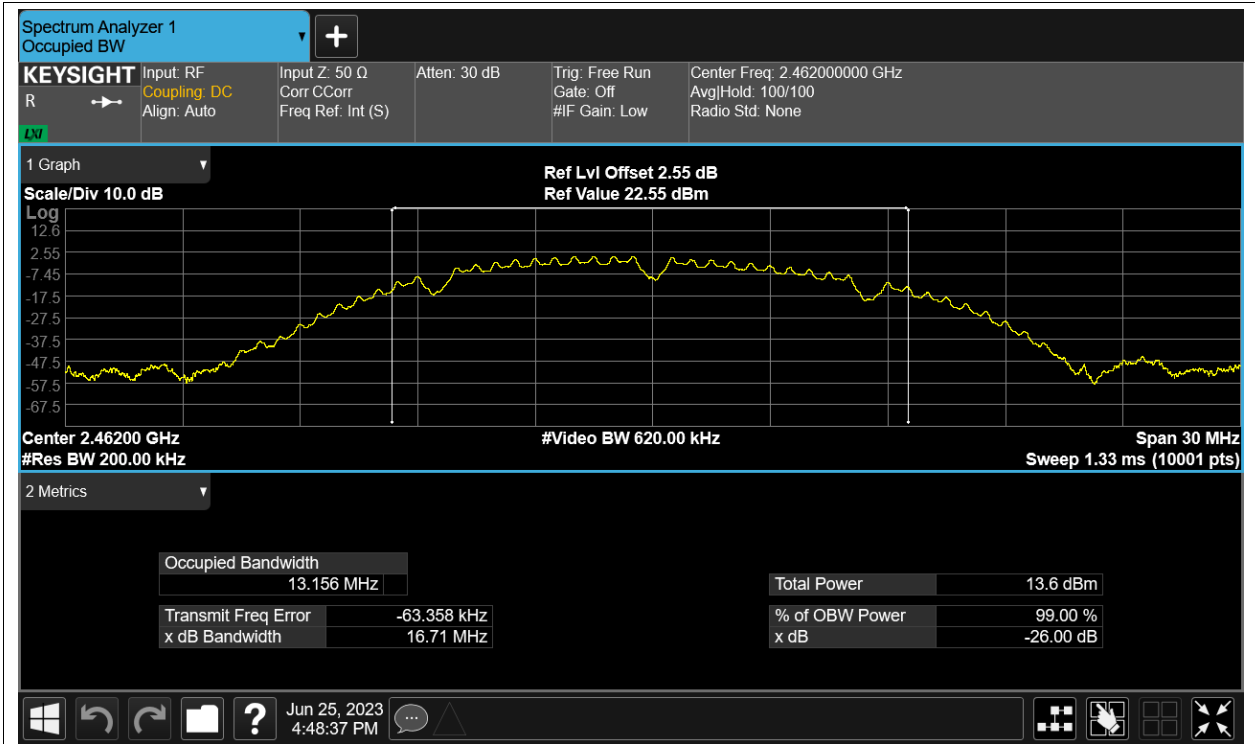 Spectrum Analyzer 1
Occupied BW
KEYSIGHT
R
LXI
Input: RF
Coupling: DC
Align: Auto
Input Z: 50 Ω
Corr CCorr
Freq Ref: Int (S)
Atten: 30 dB
Trig: Free Run
Gate: Off
#IF Gain: Low
Center Freq: 2.462000000 GHz
Avg|Hold: 100/100
Radio Std: None
1 Graph
Ref Lvl Offset 2.55 dB
Scale/Div 10.0 dB
Ref Value 22.55 dBm
Log
12.6
2.55
-7.45
-17.5
-27.5
-37.5
-47.5
-57.5
-67.5
Center 2.46200 GHz
#Video BW 620.00 kHz
Span 30 MHz
#Res BW 200.00 kHz
Sweep 1.33 ms (10001 pts)
2 Metrics
Occupied Bandwidth
13.156 MHz
Total Power 13.6 dBm
Transmit Freq Error -63.358 kHz
% of OBW Power 99.00 %
x dB Bandwidth 16.71 MHz
x dB -26.00 dB
?
Jun 25, 2023
4:48:37 PM